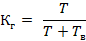 Кг = T / (T + Tв)